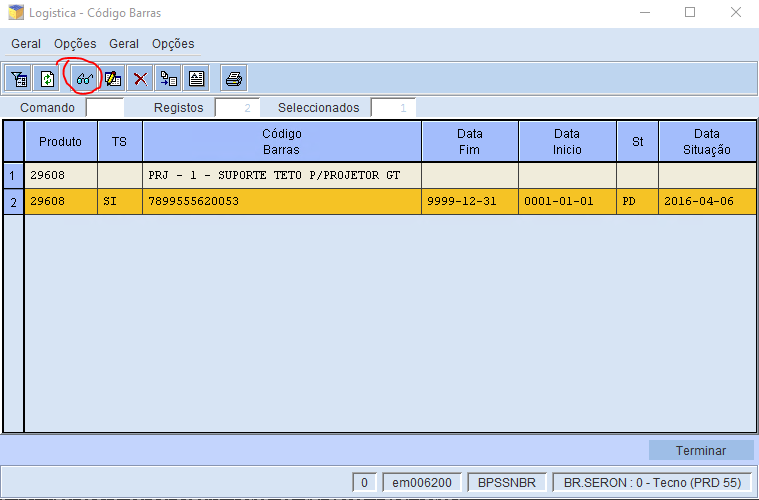 Logistica - Código Barras
Geral Opções Geral Opções
Comando Registos 2 Seleccionados 1
Produto TS Código Barras Data Fim Data Inicio St Data Situação
1 29608 PRJ - 1 - SUPORTE TETO P/PROJETOR GT
2 29608 SI 7899555620053 9999-12-31 0001-01-01 PD 2016-04-06
Terminar
0 em006200 BPSSNBR BR.SERON : 0 - Tecno (PRD 55)